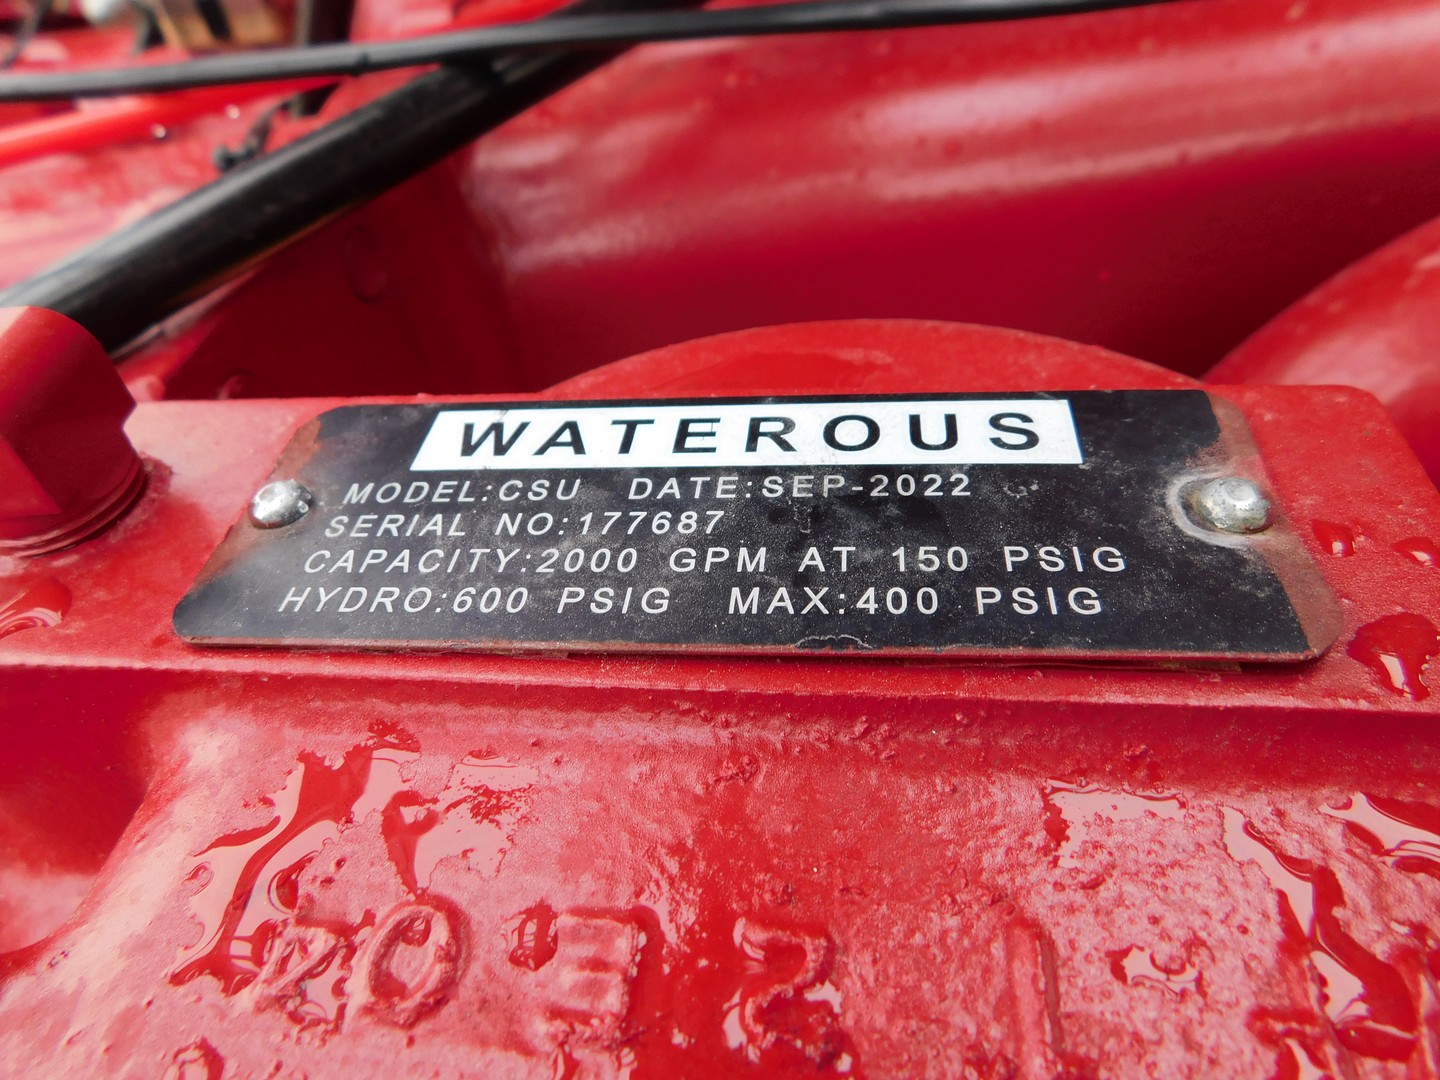 WATEROUS
MODEL:CSU DATE:SEP-2022
SERIAL NO:177687
CAPACITY:2000 GPM AT 150 PSIG
HYDRO:600 PSIG MAX:400 PSIG